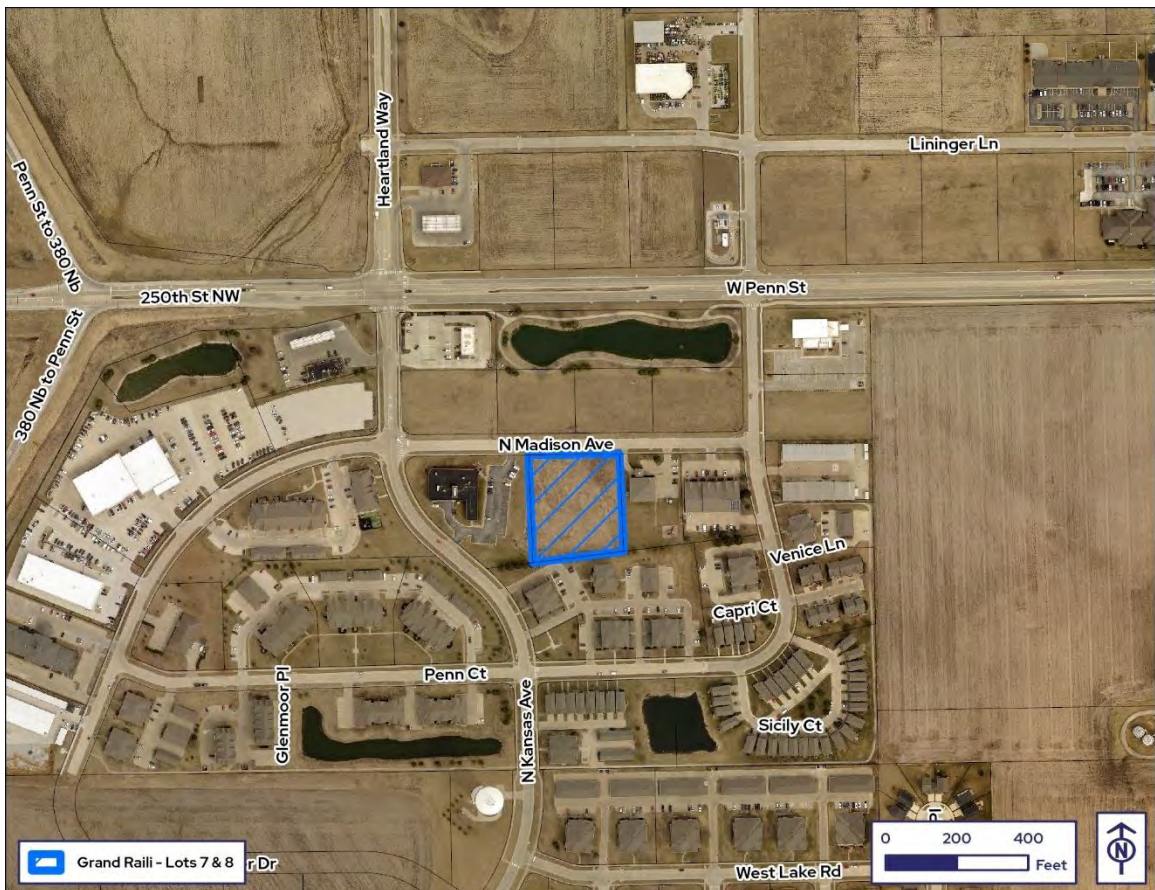 Lininger Ln
Heartland Way
Penn St to 380 Nb
250th St NW
W Penn St
380 Nb to Penn St
N Madison Ave
Venice Ln
Capri Ct
Penn Ct
Glenmoor Pl
N Kansas Ave
Sicily Ct
Pl
West Lake Rd
r Dr
Grand Raili - Lots 7 & 8
0 200 400
Feet
N